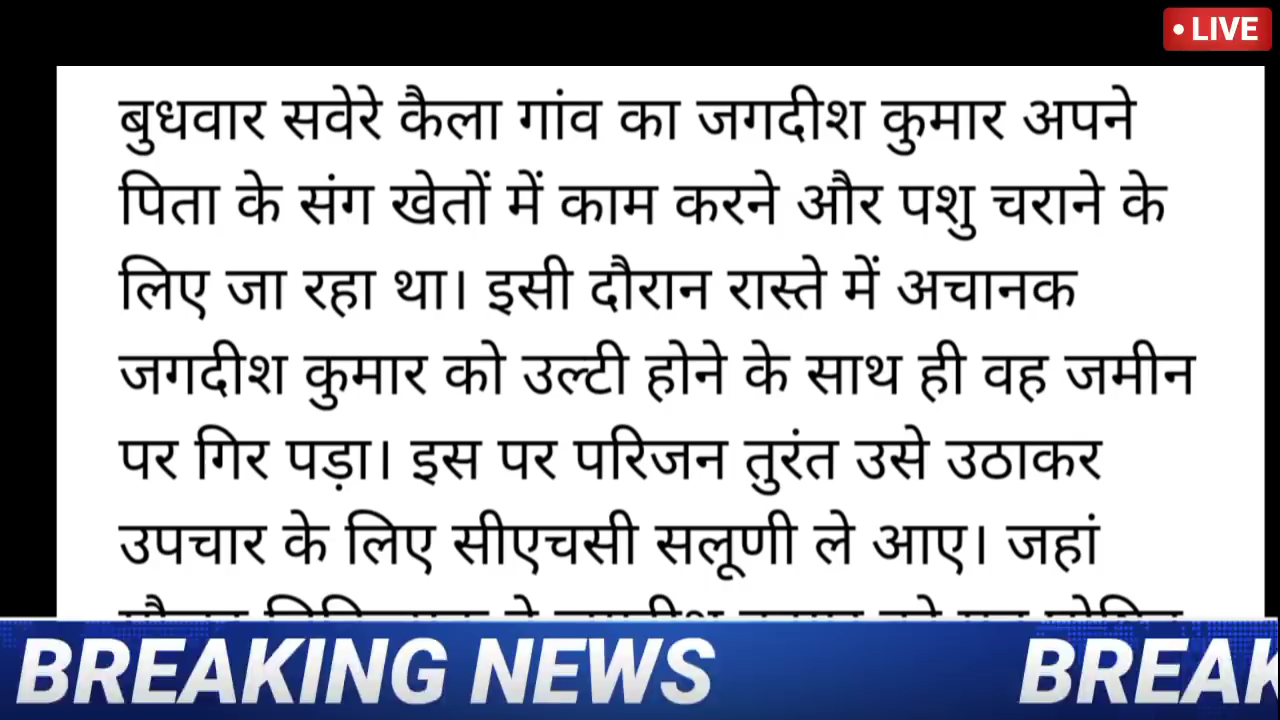 LIVE
बुधवार सवेरे कैला गांव का जगदीश कुमार अपने
पिता के संग खेतों में काम करने और पशु चराने के
लिए जा रहा था। इसी दौरान रास्ते में अचानक
जगदीश कुमार को उल्टी होने के साथ ही वह जमीन
पर गिर पड़ा। इस पर परिजन तुरंत उसे उठाकर
उपचार के लिए सीएचसी सलूणी ले आए। जहां
BREAKING NEWS BREAK